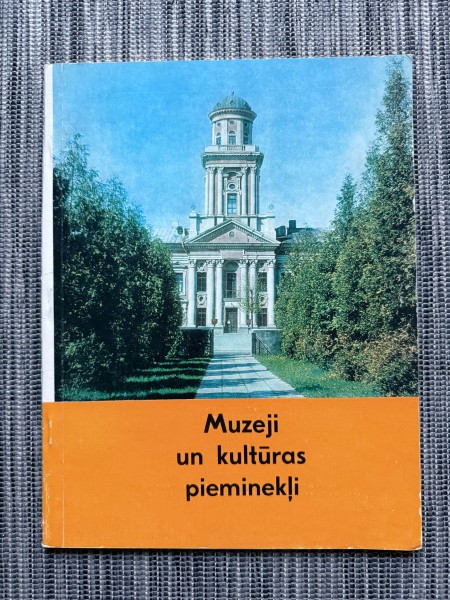 Muzeji
un kultūras
pieminekļi